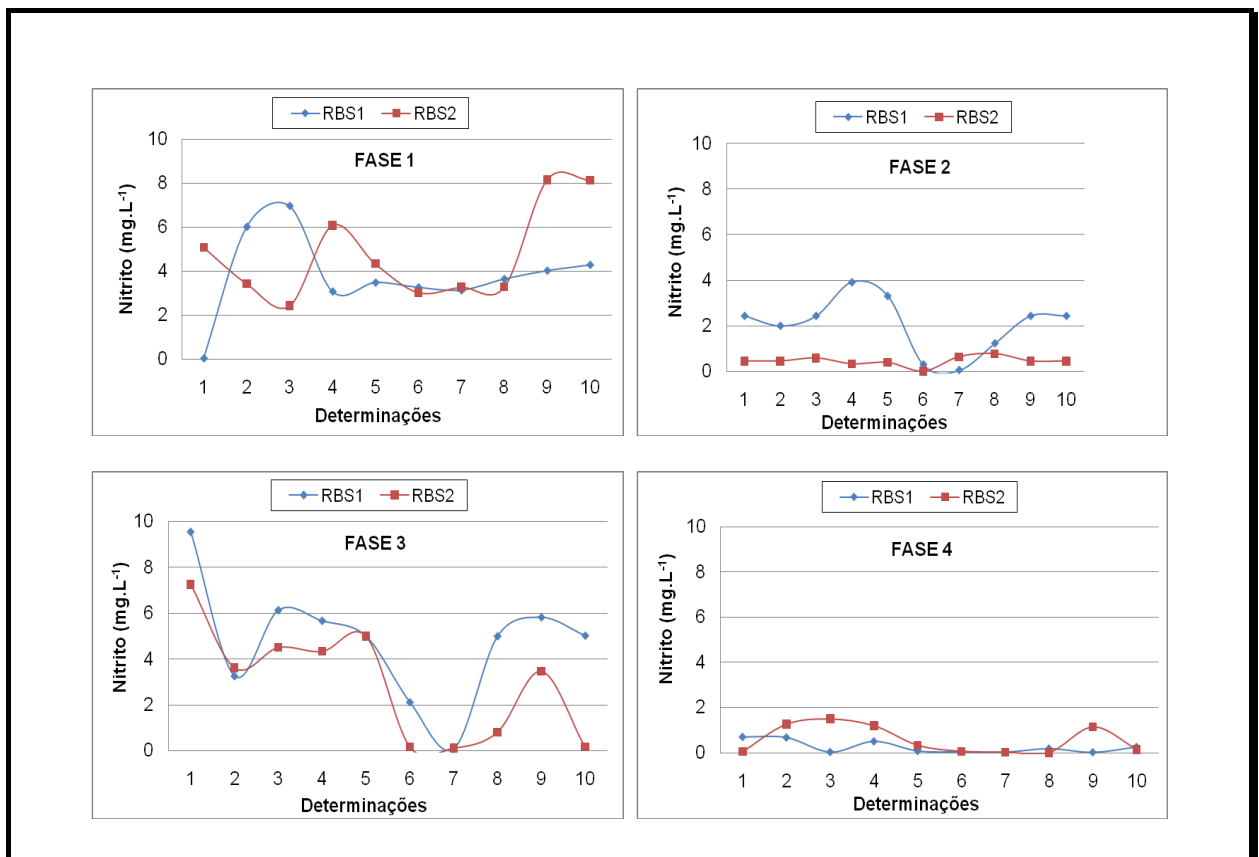 RBS1 RBS2
FASE 1
Nitrito (mg.L⁻¹)
10
8
6
4
2
0
1 2 3 4 5 6 7 8 9 10
Determinações
RBS1 RBS2
FASE 2
Nitrito (mg.L⁻¹)
10
8
6
4
2
0
1 2 3 4 5 6 7 8 9 10
Determinações
RBS1 RBS2
FASE 3
Nitrito (mg.L⁻¹)
10
8
6
4
2
0
1 2 3 4 5 6 7 8 9 10
Determinações
RBS1 RBS2
FASE 4
Nitrito (mg.L⁻¹)
10
8
6
4
2
0
1 2 3 4 5 6 7 8 9 10
Determinações